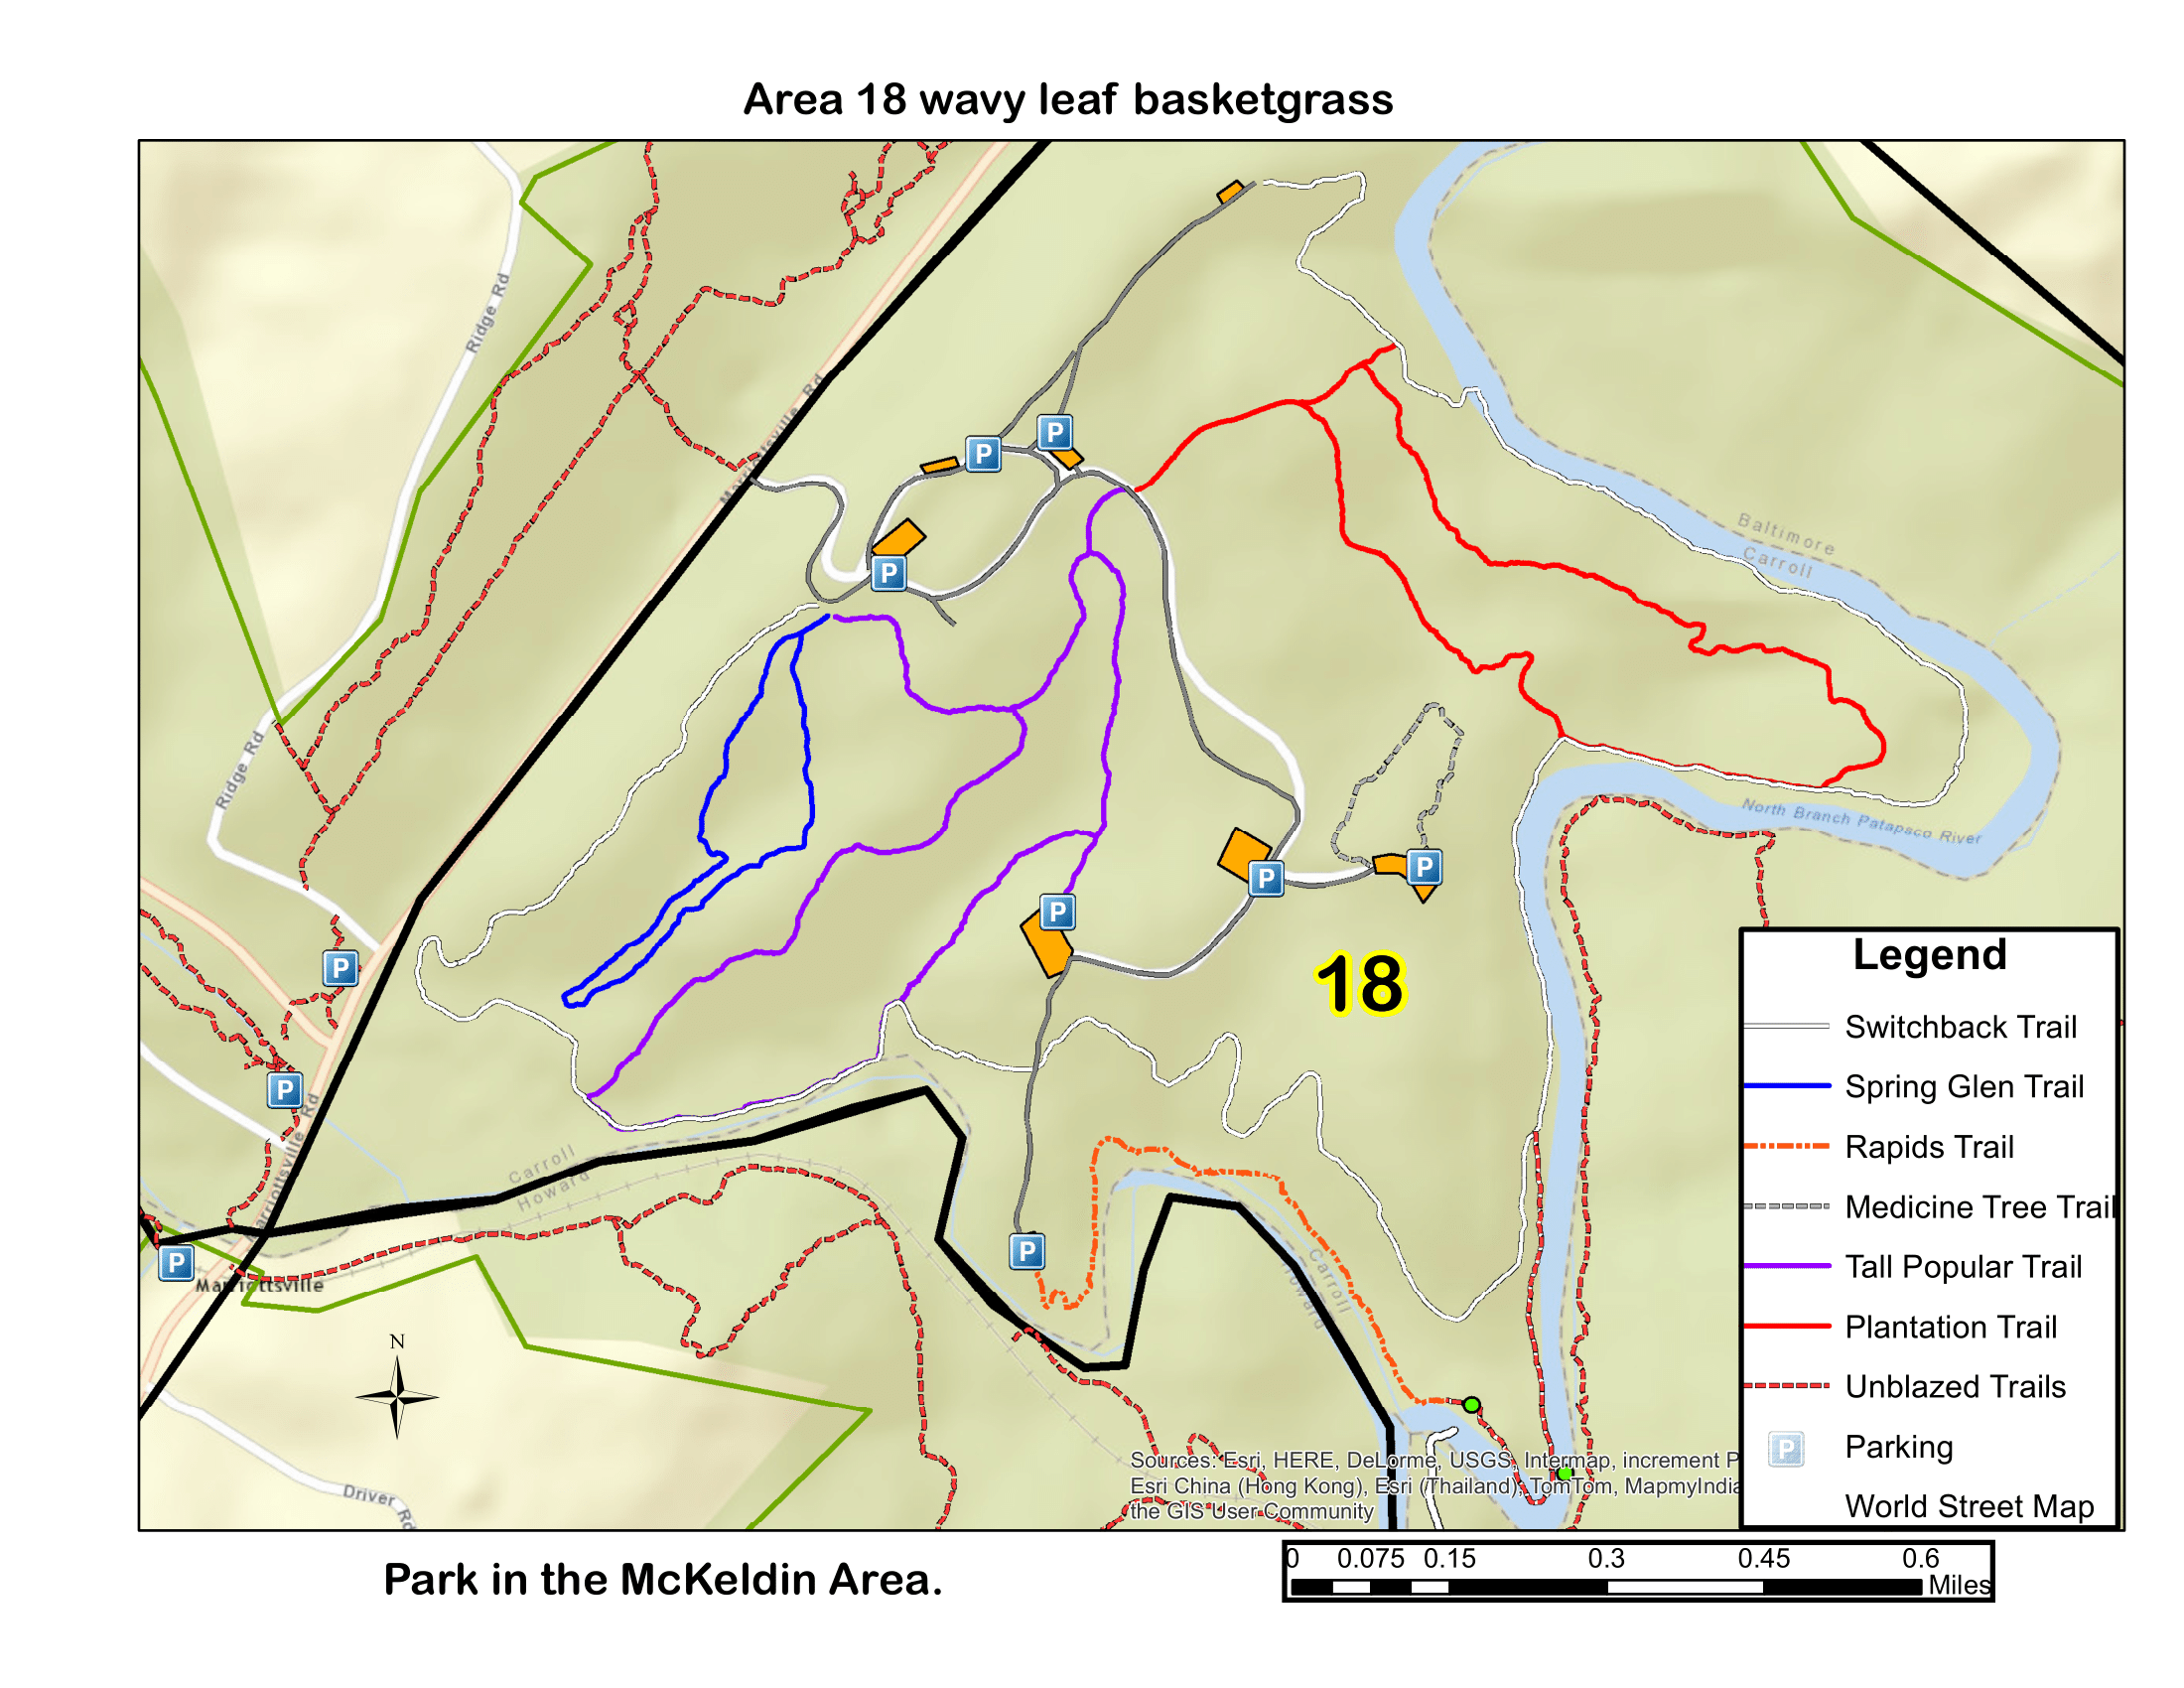 Area 18 wavy leaf basketgrass
Ridge Rd
Marriottsville Rd
Baltimore
Carroll
Ridge Rd
North Branch Patapsco River
P
P
P
P
P
P
P
P
P
P
18
Marriottsville Rd
Carroll
Howard
Carroll
Howard
Marriottsville
N
Driver Rd
Sources: Esri, HERE, DeLorme, USGS, Intermap, increment P
Esri China (Hong Kong), Esri (Thailand), TomTom, MapmyIndia
the GIS User Community
Legend
Switchback Trail
Spring Glen Trail
Rapids Trail
Medicine Tree Trail
Tall Popular Trail
Plantation Trail
Unblazed Trails
P
Parking
World Street Map
Park in the McKeldin Area.
0 0.075 0.15 0.3 0.45 0.6
Miles